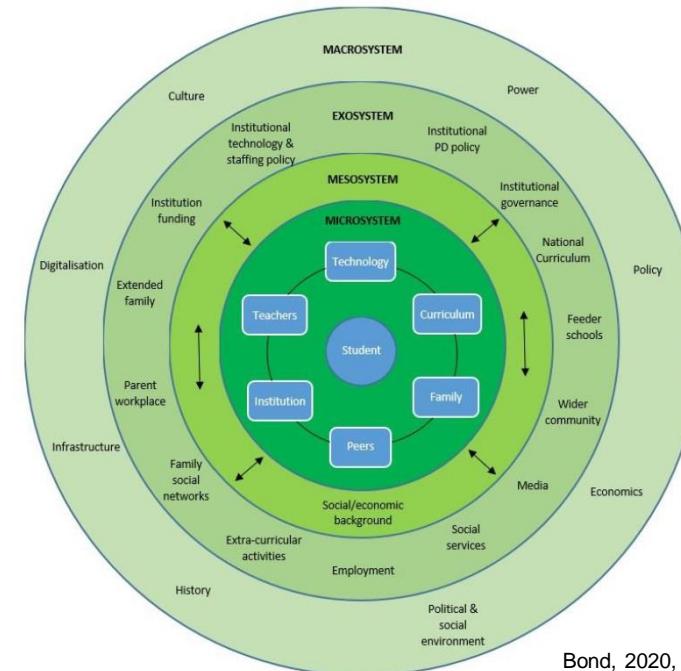 MACROSYSTEM
Culture
Power
EXOSYSTEM
Institutional
technology &
staffing policy
Institutional
PD policy
MESOSYSTEM
Institution
funding
Institutional
governance
MICROSYSTEM
National
Curriculum
Digitalisation
Policy
Technology
Extended
family
Teachers
Curriculum
Feeder
schools
Student
Parent
workplace
Institution
Family
Wider
community
Infrastructure
Peers
Family
social
networks
Media
Economics
Social/economic
background
Extra-curricular
activities
Social
services
Employment
History
Political &
social
environment
Bond, 2020,